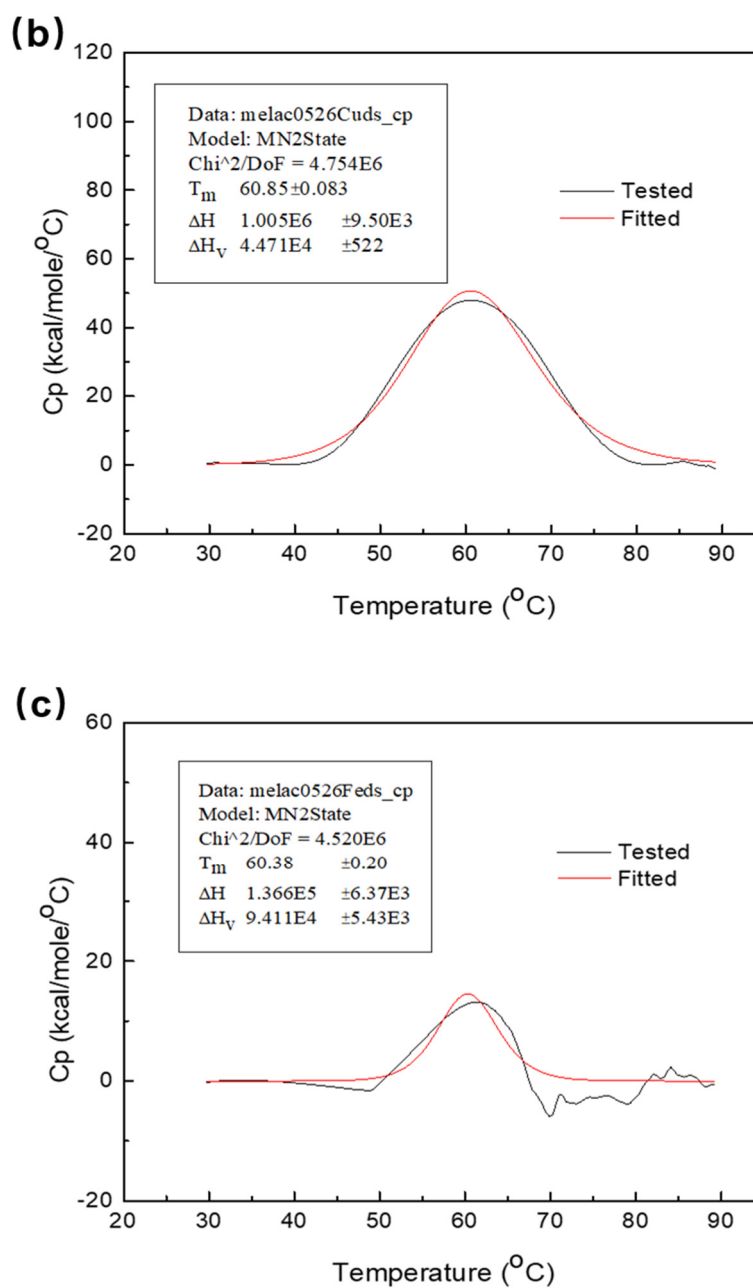 (b)
120
100
80
60
40
20
0
-20
Cp (kcal/mole/°C)
Data: melac0526Cuds_cp
Model: MN2State
Chi^2/DoF = 4.754E6
Tm 60.85±0.083
ΔH 1.005E6 ±9.50E3
ΔHV 4.471E4 ±522
Tested
Fitted
20 30 40 50 60 70 80 90
Temperature (°C)
(c)
60
40
20
0
-20
Cp (kcal/mole/°C)
Data: melac0526Feds_cp
Model: MN2State
Chi^2/DoF = 4.520E6
Tm 60.38 ±0.20
ΔH 1.366E5 ±6.37E3
ΔHV 9.411E4 ±5.43E3
Tested
Fitted
20 30 40 50 60 70 80 90
Temperature (°C)